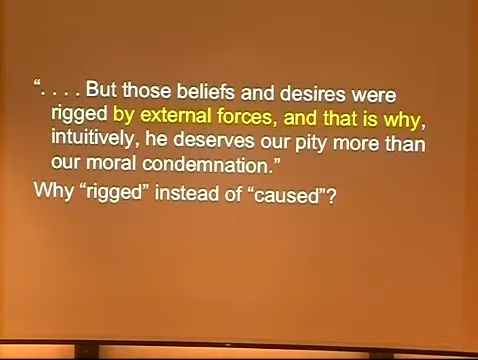 “. . . . But those beliefs and desires were
rigged by external forces, and that is why,
intuitively, he deserves our pity more than
our moral condemnation.”
Why “rigged” instead of “caused”?